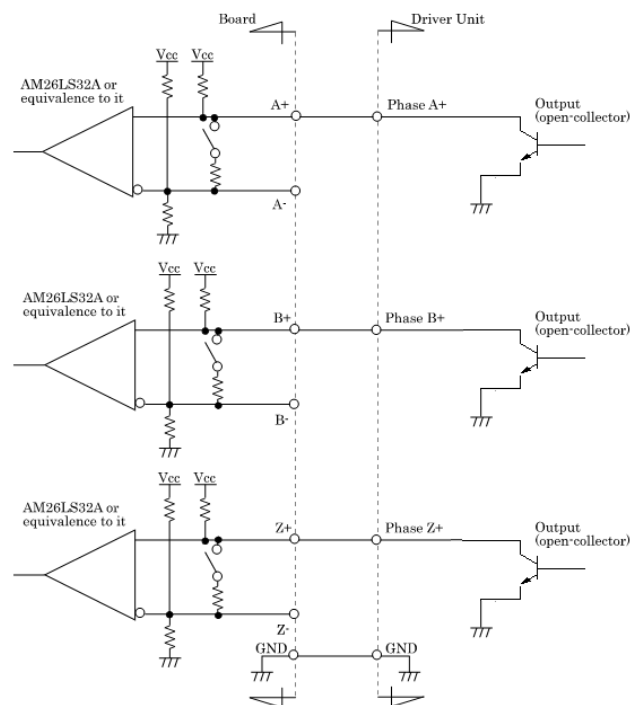 Board
Driver Unit
Vcc
Vcc
AM26LS32A or
equivalence to it
A+
Phase A+
Output
(open-collector)
A-
Vcc
Vcc
AM26LS32A or
equivalence to it
B+
Phase B+
Output
(open-collector)
B-
Vcc
Vcc
AM26LS32A or
equivalence to it
Z+
Phase Z+
Output
(open-collector)
Z-
GND
GND